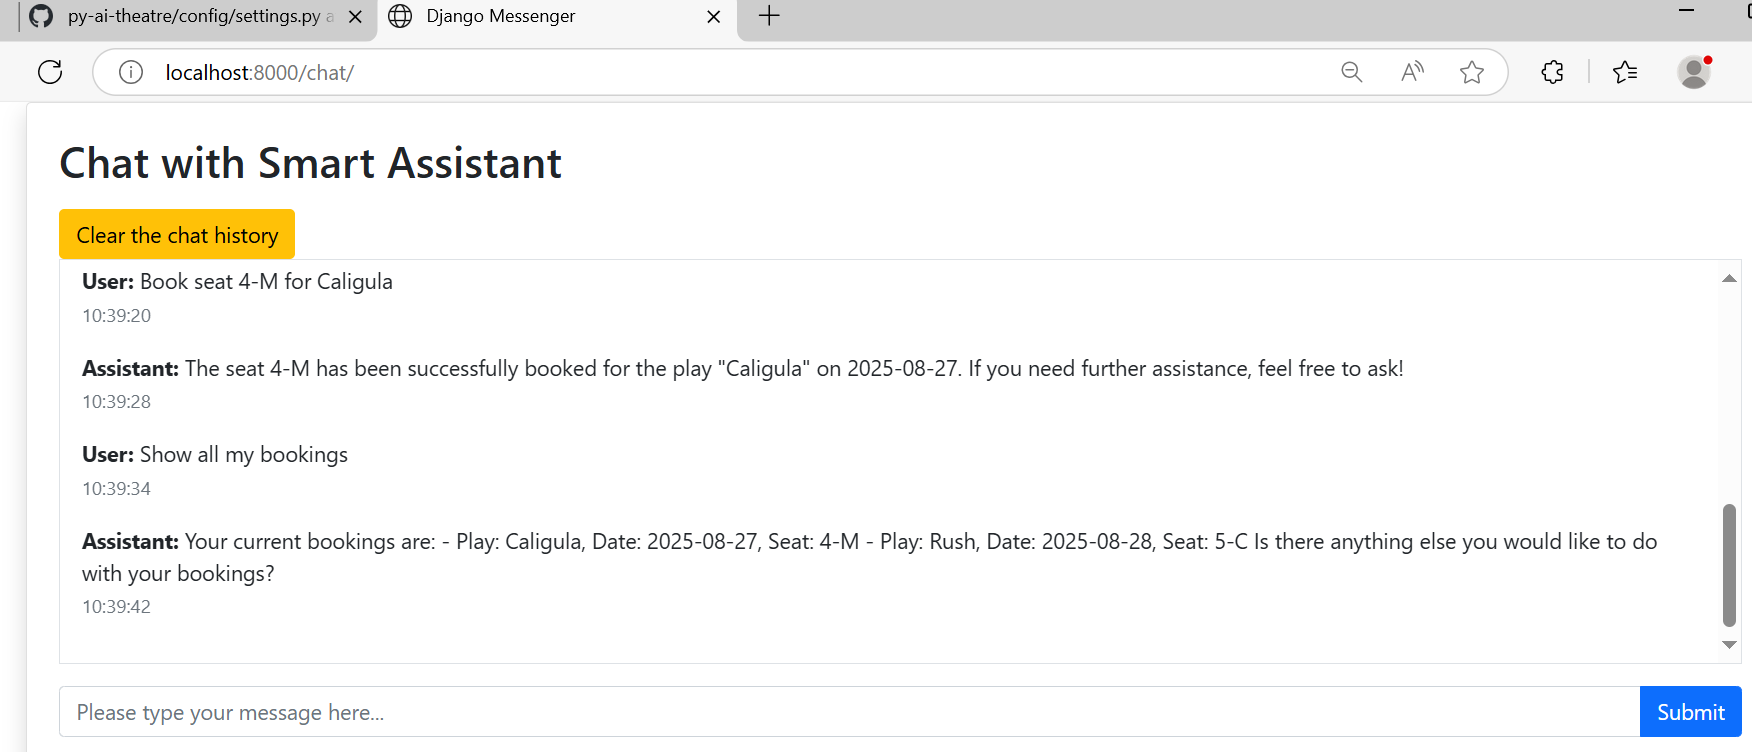 py-ai-theatre/config/settings.py a
Django Messenger
localhost:8000/chat/
Chat with Smart Assistant
Clear the chat history
User: Book seat 4-M for Caligula
10:39:20
Assistant: The seat 4-M has been successfully booked for the play "Caligula" on 2025-08-27. If you need further assistance, feel free to ask!
10:39:28
User: Show all my bookings
10:39:34
Assistant: Your current bookings are: - Play: Caligula, Date: 2025-08-27, Seat: 4-M - Play: Rush, Date: 2025-08-28, Seat: 5-C Is there anything else you would like to do
with your bookings?
10:39:42
Please type your message here...
Submit